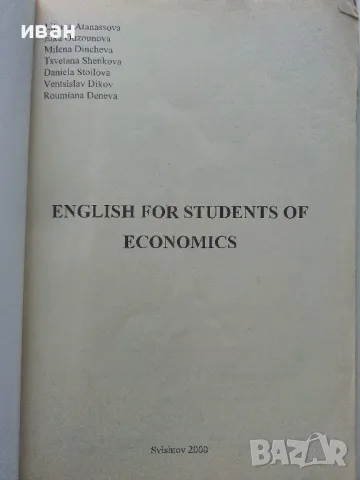 иван
Atanassova
Milena Dincheva
Tsvetana Shenkova
Daniela Stoilova
Ventsislav Dikov
Roumiana Deneva
ENGLISH FOR STUDENTS OF
ECONOMICS
Svishtov 2000
BAZAR